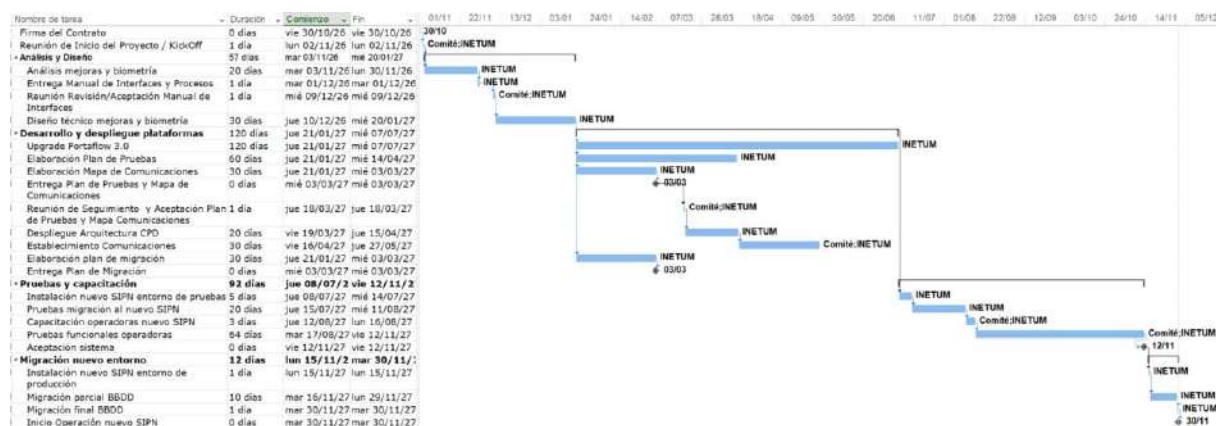 Nombre de tarea Duración Comienzo Fin 01/11 22/11 13/12 03/01 24/01 14/02 07/03 28/03 18/04 09/05 30/05 20/06 11/07 01/08 22/08 12/09 03/10 24/10 14/11 05/12
Firma del Contrato 0 días vie 30/10/26 vie 30/10/26 30/10
Reunión de Inicio del Proyecto / KickOff 1 día lun 02/11/26 lun 02/11/26 Comité;INETUM
Análisis y Diseño 57 días mar 03/11/26 mié 20/01/27
Análisis mejoras y biometría 20 días mar 03/11/26 lun 30/11/26 INETUM
Entrega Manual de Interfaces y Procesos 1 día mar 01/12/26 mar 01/12/26 INETUM
Reunión Revisión/Aceptación Manual de Interfaces 1 día mié 09/12/26 mié 09/12/26 Comité;INETUM
Diseño técnico mejoras y biometría 30 días jue 10/12/26 mié 20/01/27 INETUM
Desarrollo y despliegue plataformas 120 días jue 21/01/27 mié 07/07/27
Upgrade Portaflow 3.0 120 días jue 21/01/27 mié 07/07/27 INETUM
Elaboración Plan de Pruebas 60 días jue 21/01/27 mié 14/04/27 INETUM
Elaboración Mapa de Comunicaciones 30 días jue 21/01/27 mié 03/03/27 INETUM
Entrega Plan de Pruebas y Mapa de Comunicaciones 0 días mié 03/03/27 mié 03/03/27 03/03
Reunión de Seguimiento y Aceptación Plan de Pruebas y Mapa Comunicaciones 1 día jue 18/03/27 jue 18/03/27 Comité;INETUM
Despliegue Arquitectura CPD 20 días vie 19/03/27 jue 15/04/27 INETUM
Establecimiento Comunicaciones 30 días vie 16/04/27 jue 27/05/27 Comité;INETUM
Elaboración plan de migración 30 días jue 21/01/27 mié 03/03/27 INETUM
Entrega Plan de Migración 0 días mié 03/03/27 mié 03/03/27 03/03
Pruebas y capacitación 92 días jue 08/07/2 vie 12/11/2
Instalación nuevo SIPN entorno de pruebas 5 días jue 08/07/27 mié 14/07/27 INETUM
Pruebas migración al nuevo SIPN 20 días jue 15/07/27 mié 11/08/27 INETUM
Capacitación operadoras nuevo SIPN 3 días jue 12/08/27 lun 16/08/27 Comité;INETUM
Pruebas funcionales operadoras 64 días mar 17/08/27 vie 12/11/27 Comité;INETUM
Aceptación sistema 0 días vie 12/11/27 vie 12/11/27 12/11
Migración nuevo entorno 12 días lun 15/11/2 mar 30/11/2
Instalación nuevo SIPN entorno de producción 1 día lun 15/11/27 lun 15/11/27 INETUM
Migración parcial BBDD 10 días mar 16/11/27 lun 29/11/27 INETUM
Migración final BBDD 1 día mar 30/11/27 mar 30/11/27 INETUM
Inicio Operación nuevo SIPN 0 días mar 30/11/27 mar 30/11/27 30/11